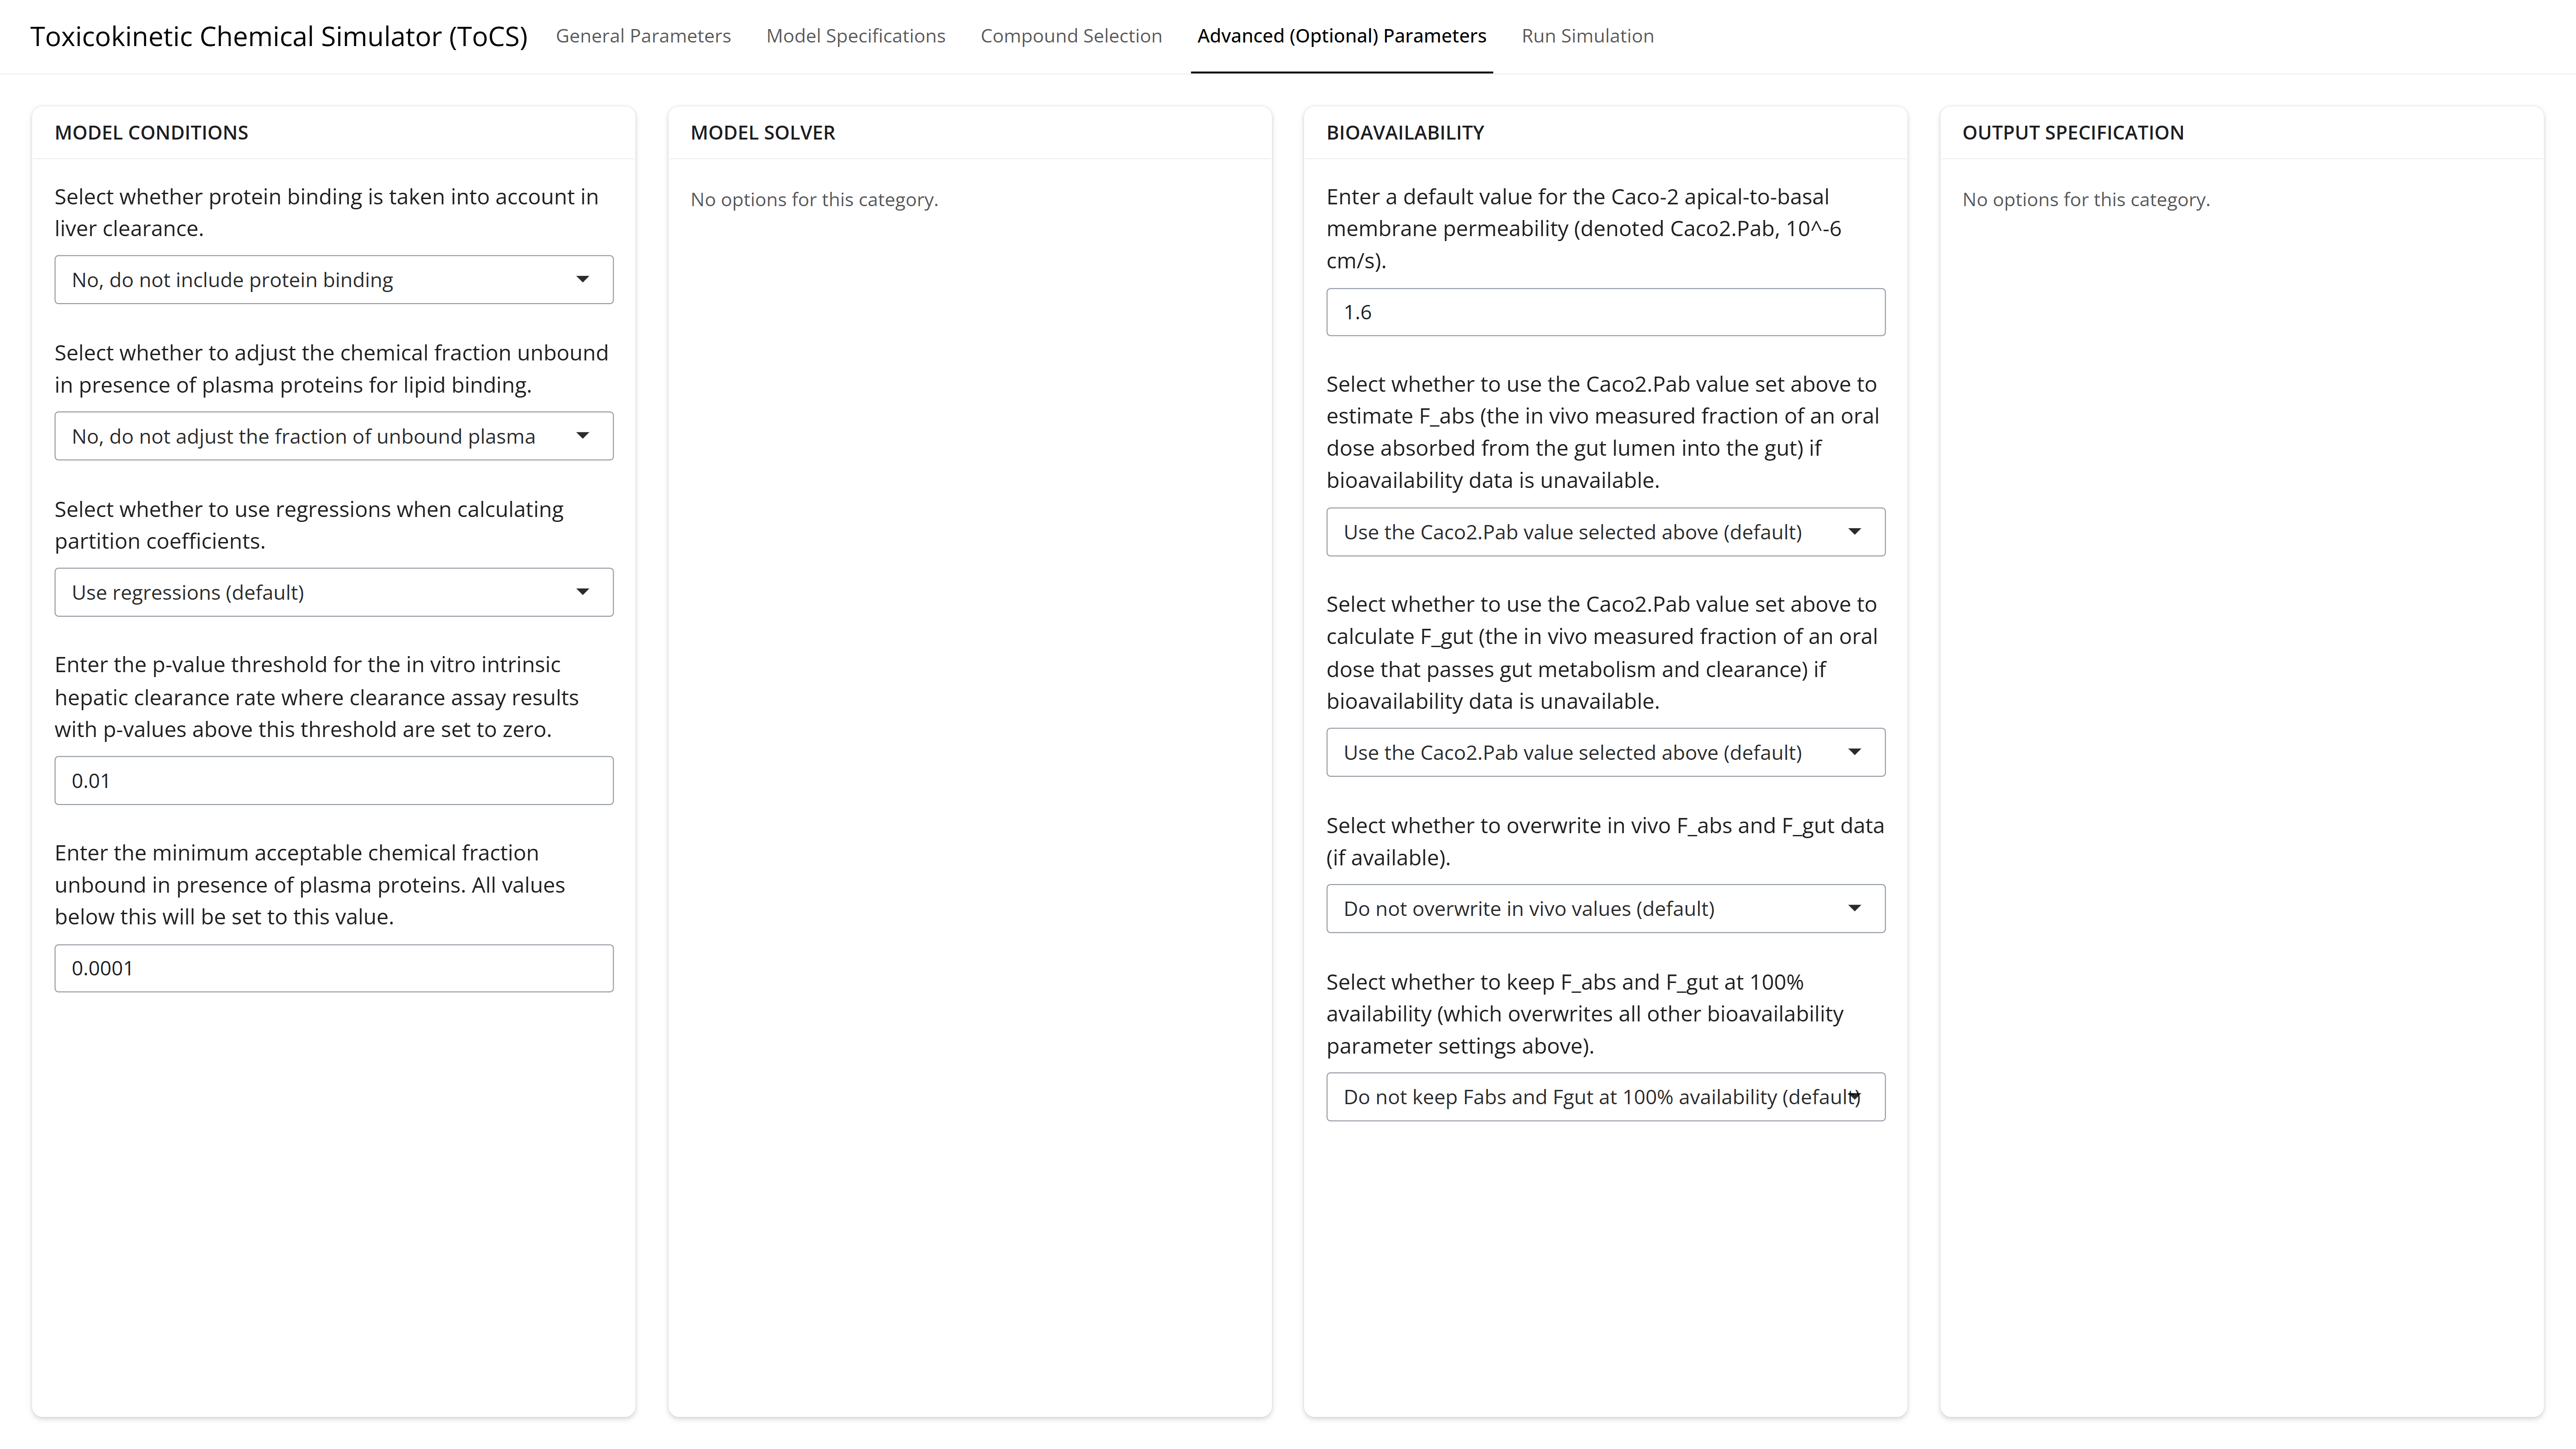 Toxicokinetic Chemical Simulator (ToCS)
General Parameters
Model Specifications
Compound Selection
Advanced (Optional) Parameters
Run Simulation
MODEL CONDITIONS
Select whether protein binding is taken into account in
liver clearance.
No, do not include protein binding
Select whether to adjust the chemical fraction unbound
in presence of plasma proteins for lipid binding.
No, do not adjust the fraction of unbound plasma
Select whether to use regressions when calculating
partition coefficients.
Use regressions (default)
Enter the p-value threshold for the in vitro intrinsic
hepatic clearance rate where clearance assay results
with p-values above this threshold are set to zero.
0.01
Enter the minimum acceptable chemical fraction
unbound in presence of plasma proteins. All values
below this will be set to this value.
0.0001
MODEL SOLVER
No options for this category.
BIOAVAILABILITY
Enter a default value for the Caco-2 apical-to-basal
membrane permeability (denoted Caco2.Pab, 10^-6
cm/s).
1.6
Select whether to use the Caco2.Pab value set above to
estimate F_abs (the in vivo measured fraction of an oral
dose absorbed from the gut lumen into the gut) if
bioavailability data is unavailable.
Use the Caco2.Pab value selected above (default)
Select whether to use the Caco2.Pab value set above to
calculate F_gut (the in vivo measured fraction of an oral
dose that passes gut metabolism and clearance) if
bioavailability data is unavailable.
Use the Caco2.Pab value selected above (default)
Select whether to overwrite in vivo F_abs and F_gut data
(if available).
Do not overwrite in vivo values (default)
Select whether to keep F_abs and F_gut at 100%
availability (which overwrites all other bioavailability
parameter settings above).
Do not keep Fabs and Fgut at 100% availability (default)
OUTPUT SPECIFICATION
No options for this category.